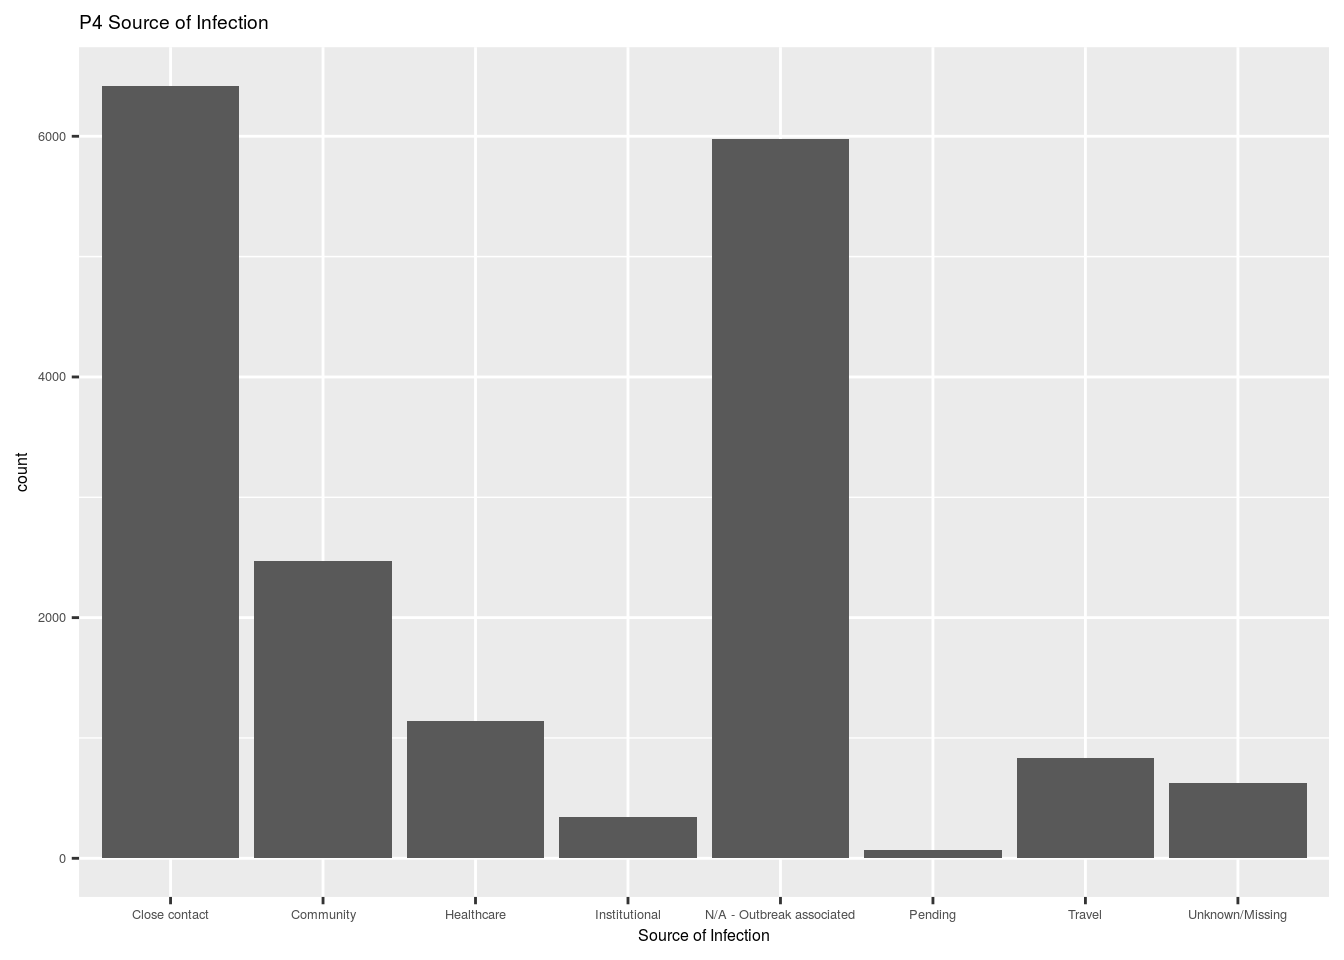 P4 Source of Infection
6000
4000
2000
0
count
Close contact Community Healthcare Institutional N/A - Outbreak associated Pending Travel Unknown/Missing
Source of Infection